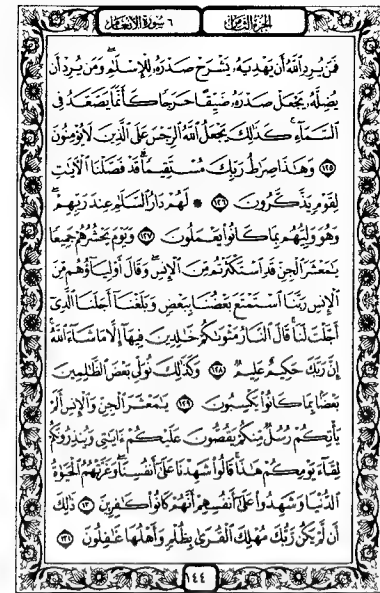 الجزء الثامن
٦ سورة الأنعام
فَمَن يُرِدِ ٱللَّهُ أَن يَهْدِيَهُۥ يَشْرَحْ صَدْرَهُۥ لِلْإِسْلَٰمِ ۖ وَمَن يُرِدْ أَن
يُضِلَّهُۥ يَجْعَلْ صَدْرَهُۥ ضَيِّقًا حَرَجًا كَأَنَّمَا يَصَّعَّدُ فِى
ٱلسَّمَآءِ ۚ كَذَٰلِكَ يَجْعَلُ ٱللَّهُ ٱلرِّجْسَ عَلَى ٱلَّذِينَ لَا يُؤْمِنُونَ
١٢٥ وَهَٰذَا صِرَٰطُ رَبِّكَ مُسْتَقِيمًا ۗ قَدْ فَصَّلْنَا ٱلْءَايَٰتِ
لِقَوْمٍ يَذَّكَّرُونَ ١٢٦ ۞ لَهُمْ دَارُ ٱلسَّلَٰمِ عِندَ رَبِّهِمْ ۖ
وَهُوَ وَلِيُّهُم بِمَا كَانُوا۟ يَعْمَلُونَ ١٢٧ وَيَوْمَ يَحْشُرُهُمْ جَمِيعًا
يَٰمَعْشَرَ ٱلْجِنِّ قَدِ ٱسْتَكْثَرْتُم مِّنَ ٱلْإِنسِ ۖ وَقَالَ أَوْلِيَآؤُهُم مِّنَ
ٱلْإِنسِ رَبَّنَا ٱسْتَمْتَعَ بَعْضُنَا بِبَعْضٍ وَبَلَغْنَآ أَجَلَنَا ٱلَّذِىٓ
أَجَّلْتَ لَنَا ۚ قَالَ ٱلنَّارُ مَثْوَىٰكُمْ خَٰلِدِينَ فِيهَآ إِلَّا مَا شَآءَ ٱللَّهُ ۗ
إِنَّ رَبَّكَ حَكِيمٌ عَلِيمٌ ١٢٨ وَكَذَٰلِكَ نُوَلِّى بَعْضَ ٱلظَّٰلِمِينَ
بَعْضًۢا بِمَا كَانُوا۟ يَكْسِبُونَ ١٢٩ يَٰمَعْشَرَ ٱلْجِنِّ وَٱلْإِنسِ أَلَمْ
يَأْتِكُمْ رُسُلٌ مِّنكُمْ يَقُصُّونَ عَلَيْكُمْ ءَايَٰتِى وَيُنذِرُونَكُمْ
لِقَآءَ يَوْمِكُمْ هَٰذَا ۚ قَالُوا۟ شَهِدْنَا عَلَىٰٓ أَنفُسِنَا ۖ وَغَرَّتْهُمُ ٱلْحَيَوٰةُ
ٱلدُّنْيَا وَشَهِدُوا۟ عَلَىٰٓ أَنفُسِهِمْ أَنَّهُمْ كَانُوا۟ كَٰفِرِينَ ١٣٠ ذَٰلِكَ
أَن لَّمْ يَكُن رَّبُّكَ مُهْلِكَ ٱلْقُرَىٰ بِظُلْمٍ وَأَهْلُهَا غَٰفِلُونَ ١٣١
١٤٤